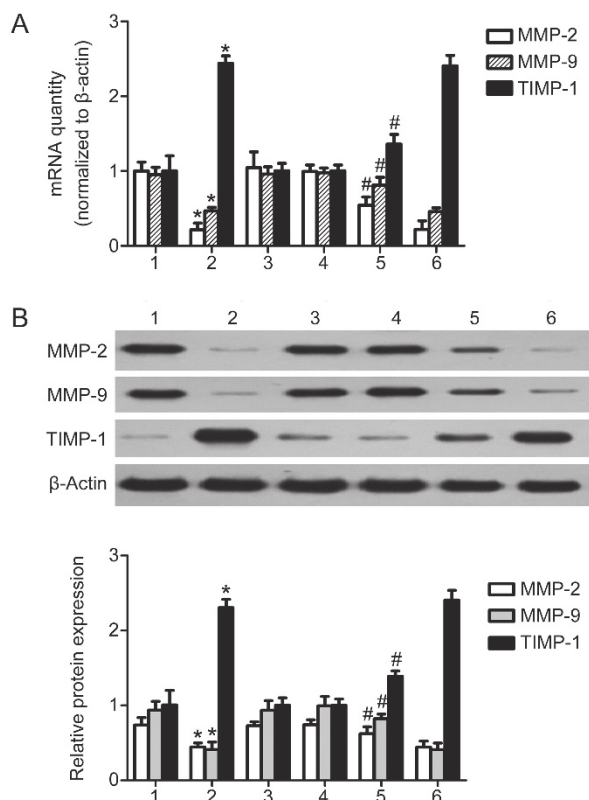 A
mRNA quantity
(normalized to β-actin)
3
2
1
0
MMP-2
MMP-9
TIMP-1
* * *
# # #
1 2 3 4 5 6
B
1 2 3 4 5 6
MMP-2
MMP-9
TIMP-1
β-Actin
Relative protein expression
3
2
1
0
MMP-2
MMP-9
TIMP-1
* * *
# # #
1 2 3 4 5 6